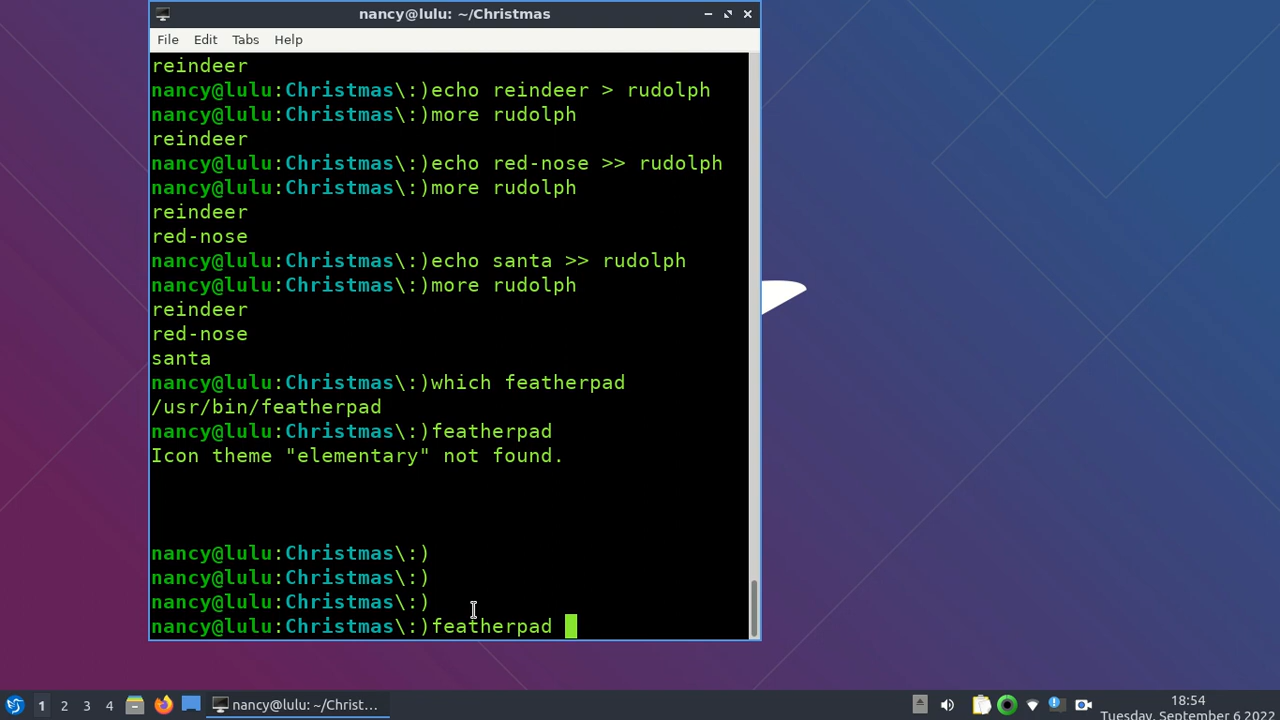 nancy@lulu: ~/Christmas
File Edit Tabs Help
reindeer
nancy@lulu:Christmas\:)echo reindeer > rudolph
nancy@lulu:Christmas\:)more rudolph
reindeer
nancy@lulu:Christmas\:)echo red-nose >> rudolph
nancy@lulu:Christmas\:)more rudolph
reindeer
red-nose
nancy@lulu:Christmas\:)echo santa >> rudolph
nancy@lulu:Christmas\:)more rudolph
reindeer
red-nose
santa
nancy@lulu:Christmas\:)which featherpad
/usr/bin/featherpad
nancy@lulu:Christmas\:)featherpad
Icon theme "elementary" not found.
nancy@lulu:Christmas\:)
nancy@lulu:Christmas\:)
nancy@lulu:Christmas\:)
nancy@lulu:Christmas\:)featherpad
1 2 3 4 nancy@lulu: ~/Christ... 18:54
Tuesday, September 6 2022